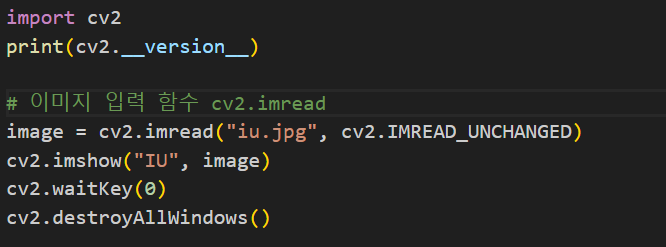 import cv2
print(cv2.__version__)
# 이미지 입력 함수 cv2.imread
image = cv2.imread("iu.jpg", cv2.IMREAD_UNCHANGED)
cv2.imshow("IU", image)
cv2.waitKey(0)
cv2.destroyAllWindows()